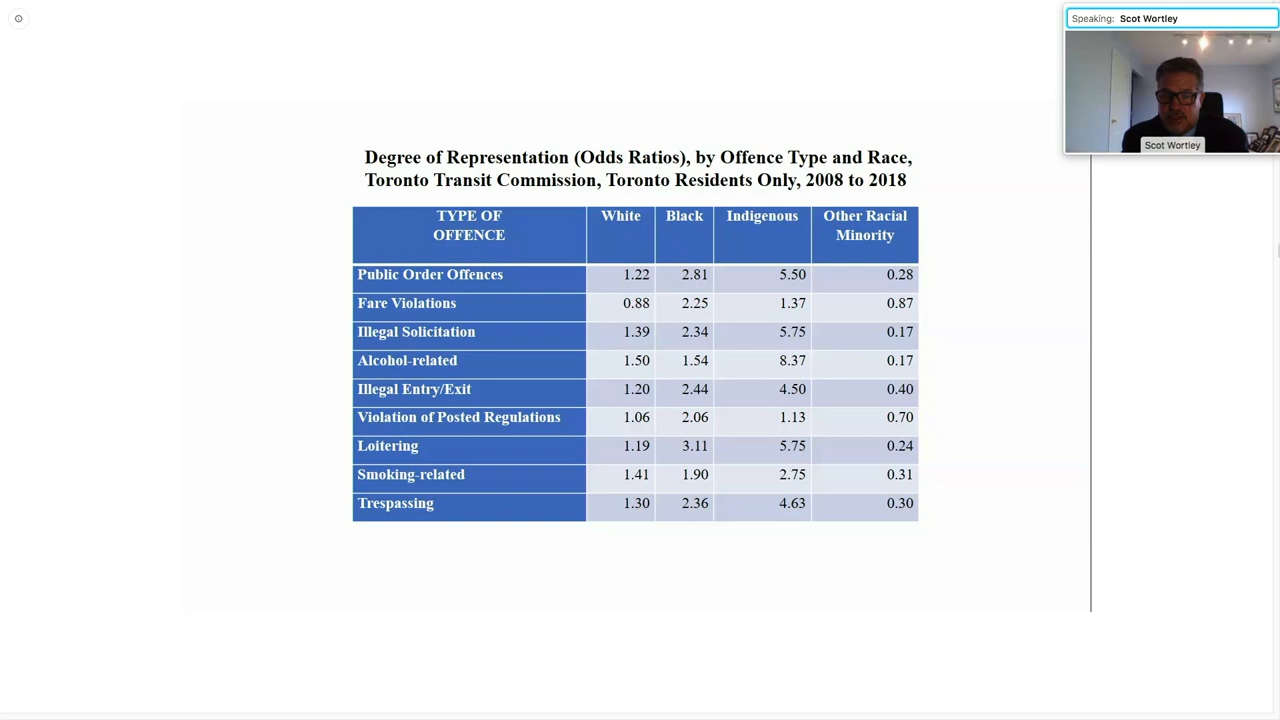 Speaking: Scot Wortley
Scot Wortley
Degree of Representation (Odds Ratios), by Offence Type and Race,
Toronto Transit Commission, Toronto Residents Only, 2008 to 2018
TYPE OF OFFENCE White Black Indigenous Other Racial Minority
Public Order Offences 1.22 2.81 5.50 0.28
Fare Violations 0.88 2.25 1.37 0.87
Illegal Solicitation 1.39 2.34 5.75 0.17
Alcohol-related 1.50 1.54 8.37 0.17
Illegal Entry/Exit 1.20 2.44 4.50 0.40
Violation of Posted Regulations 1.06 2.06 1.13 0.70
Loitering 1.19 3.11 5.75 0.24
Smoking-related 1.41 1.90 2.75 0.31
Trespassing 1.30 2.36 4.63 0.30